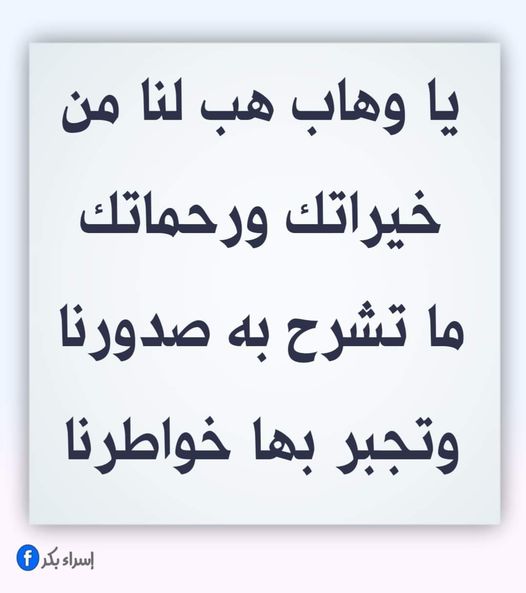 يا وهاب هب لنا من
خيراتك ورحماتك
ما تشرح به صدورنا
وتجبر بها خواطرنا
إسراء بكر f